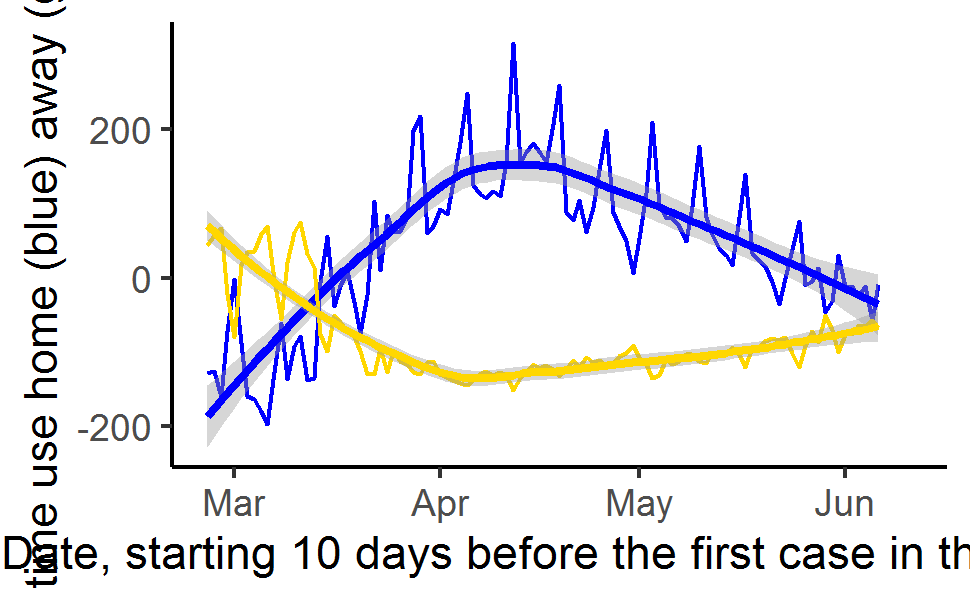 time use home (blue) away (
200
0
-200
Mar Apr May Jun
Date, starting 10 days before the first case in th